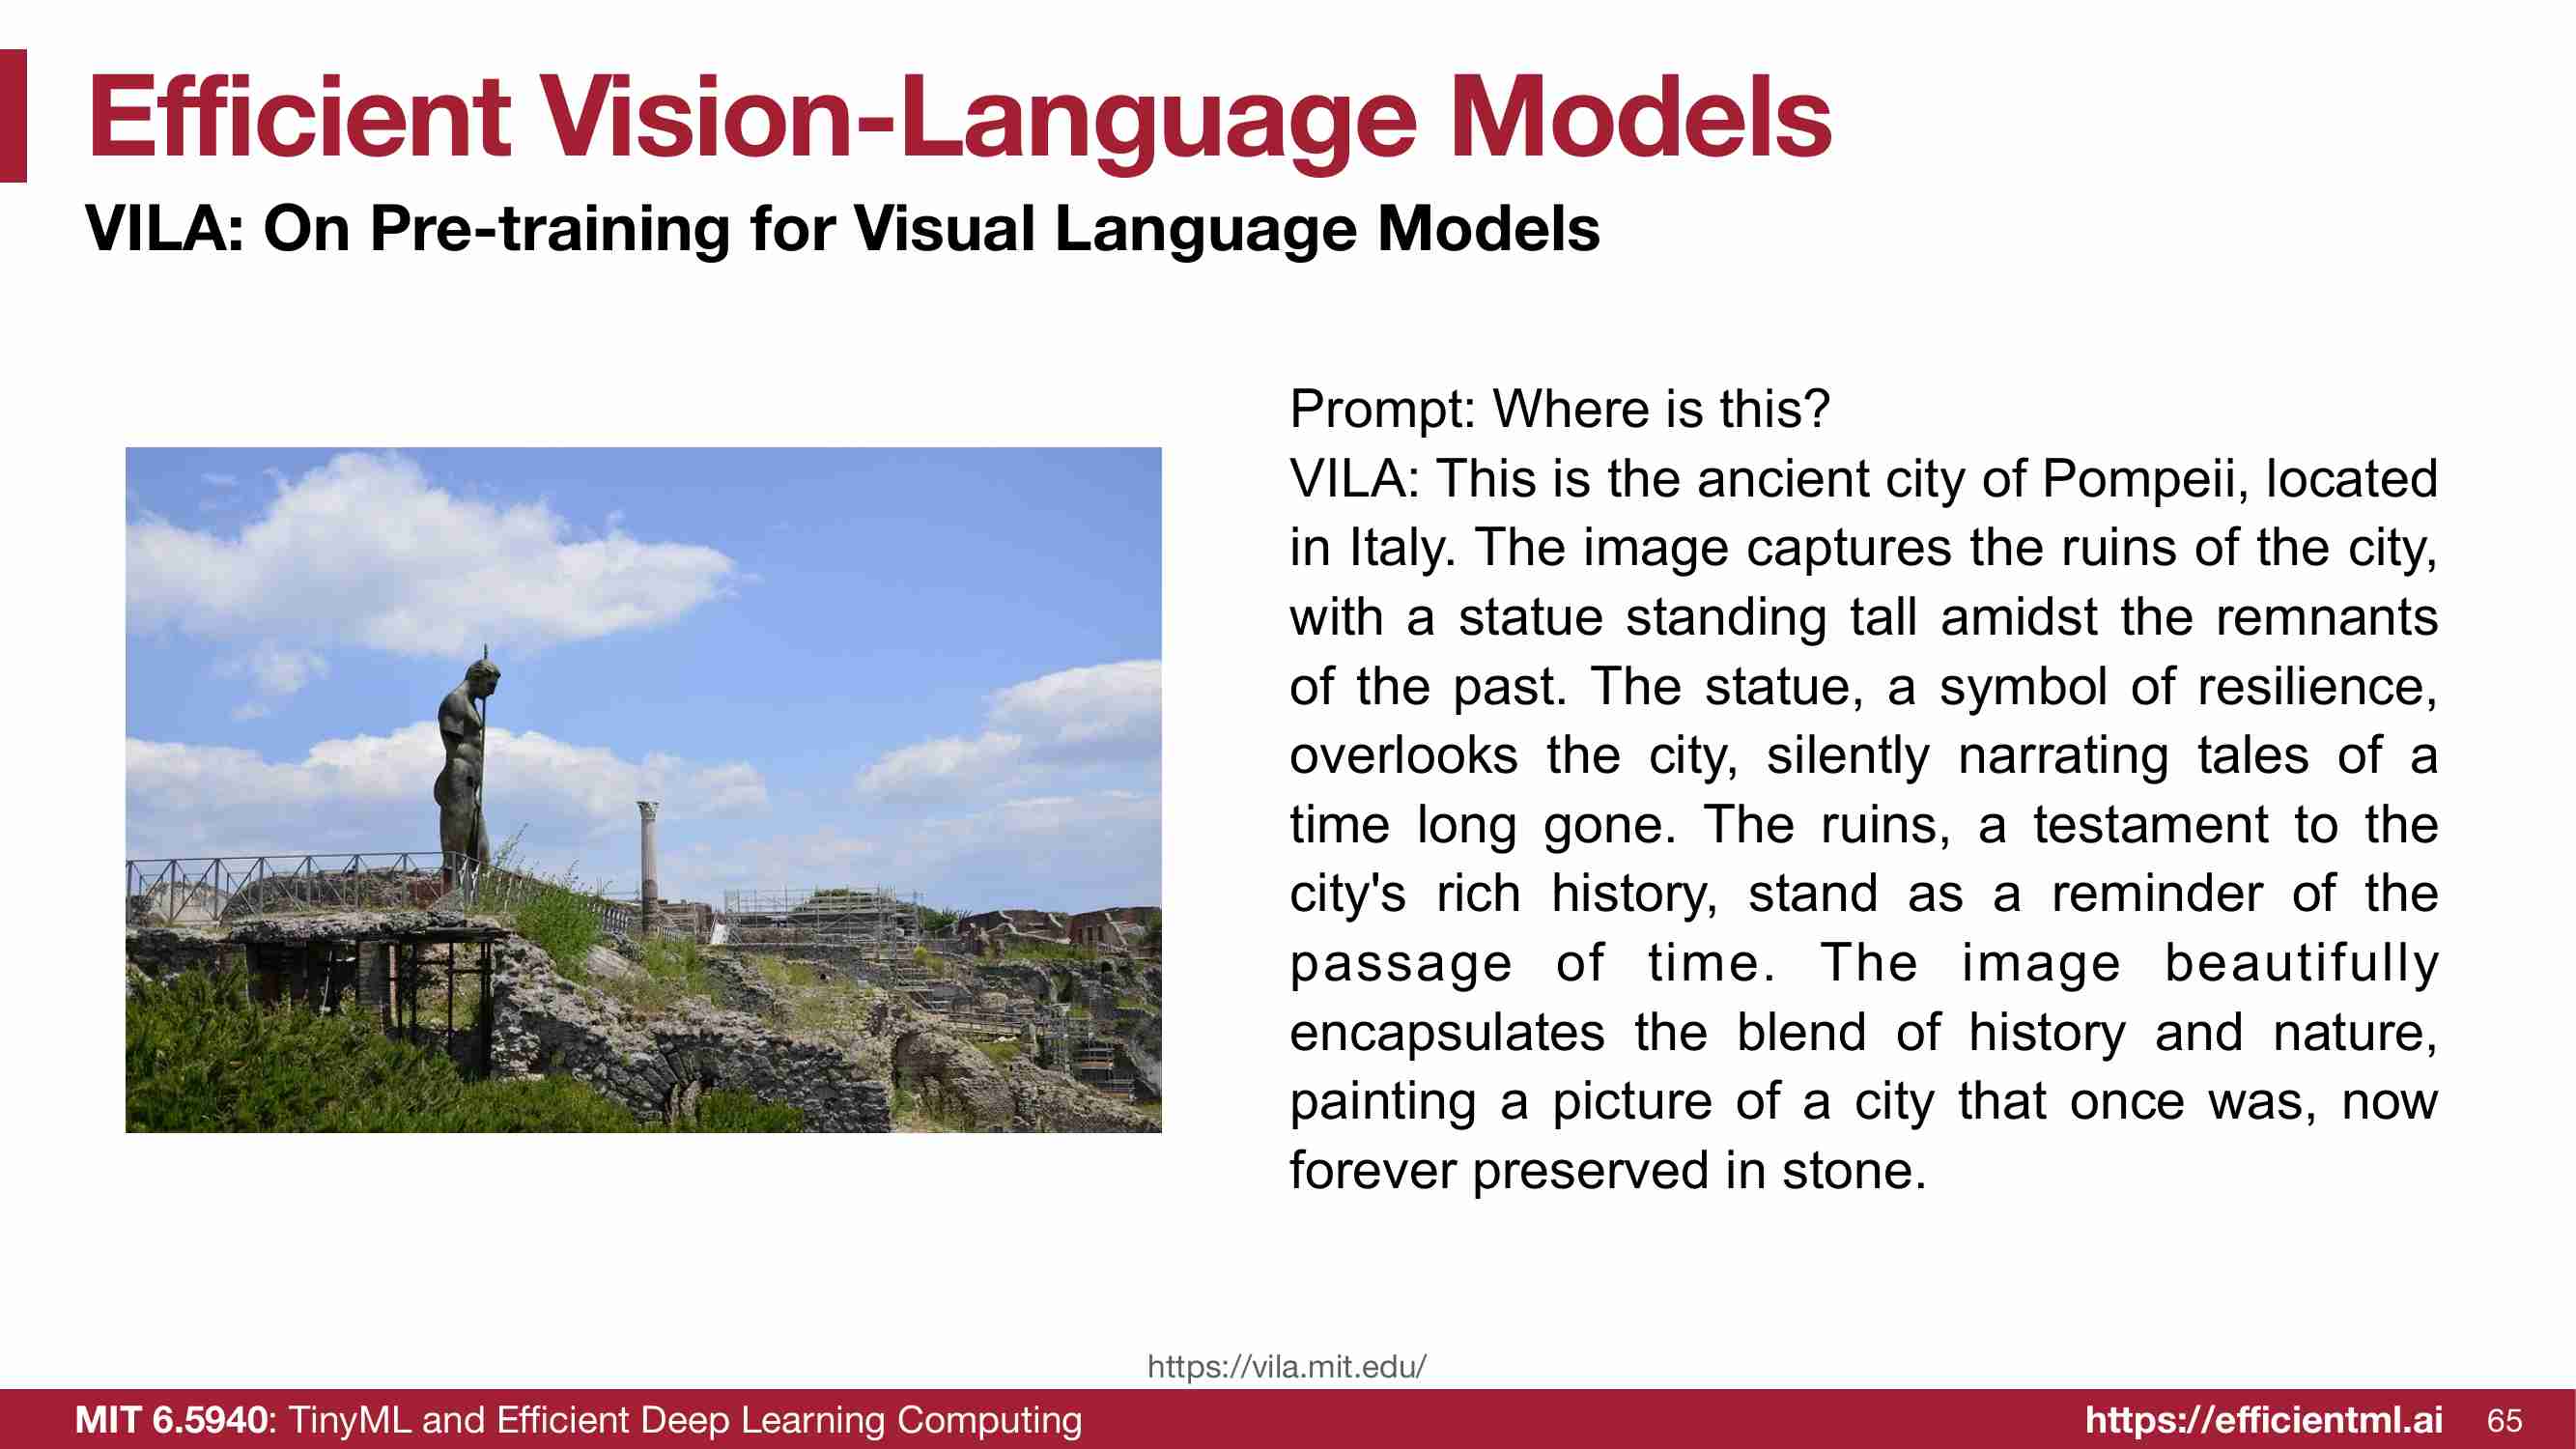 Efficient Vision-Language Models
VILA: On Pre-training for Visual Language Models
Prompt: Where is this?
VILA: This is the ancient city of Pompeii, located
in Italy. The image captures the ruins of the city,
with a statue standing tall amidst the remnants
of the past. The statue, a symbol of resilience,
overlooks the city, silently narrating tales of a
time long gone. The ruins, a testament to the
city's rich history, stand as a reminder of the
passage of time. The image beautifully
encapsulates the blend of history and nature,
painting a picture of a city that once was, now
forever preserved in stone.
https://vila.mit.edu/
MIT 6.5940: TinyML and Efficient Deep Learning Computing
https://efficientml.ai 65